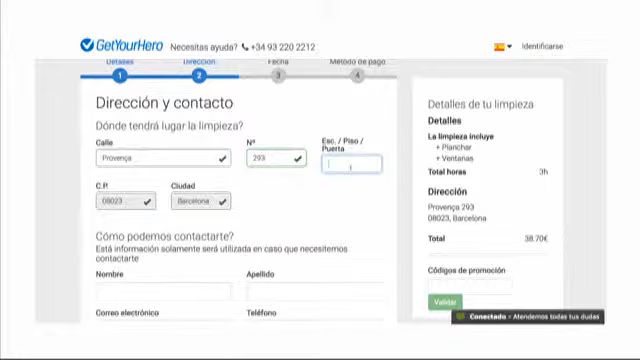 GetYourHero Necesitas ayuda? +34 93 220 2212 Identificarse
Detalles Dirección Fecha Método de pago
1 2 3 4
Dirección y contacto
Dónde tendrá lugar la limpieza?
Calle Nº Esc. / Piso / Puerta
Provença 293
C.P. Ciudad
08023 Barcelona
Cómo podemos contactarte?
Está información solamente será utilizada en caso que necesitemos
contactarte
Nombre Apellido
Correo electrónico Teléfono
Detalles de tu limpieza
Detalles
La limpieza incluye
+ Planchar
+ Ventanas
Total horas 3h
Dirección
Provença 293
08023, Barcelona
Total 38.70€
Códigos de promoción
Validar
Conectado - Atendemos todas tus dudas